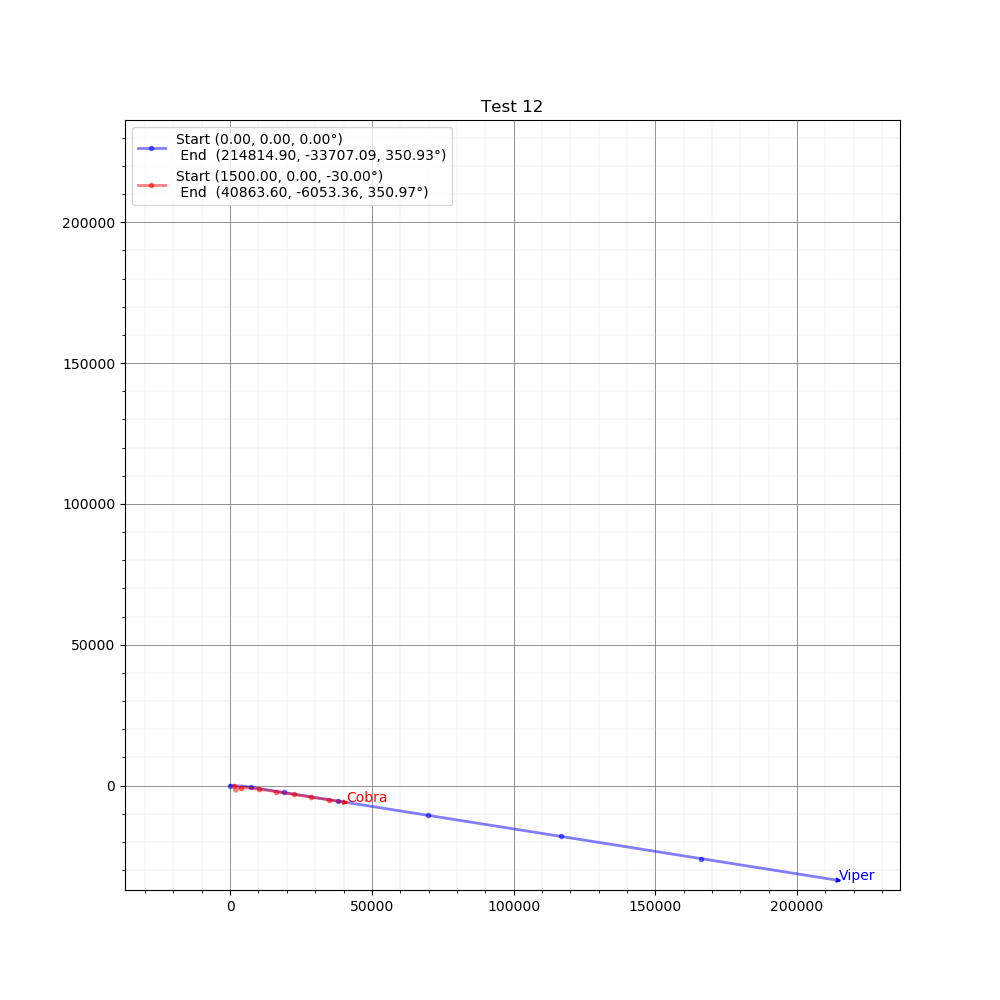 Test 12
Start (0.00, 0.00, 0.00°)
End  (214814.90, -33707.09, 350.93°)
Start (1500.00, 0.00, -30.00°)
End  (40863.60, -6053.36, 350.97°)
200000
150000
100000
50000
0
Cobra
Viper
0 50000 100000 150000 200000